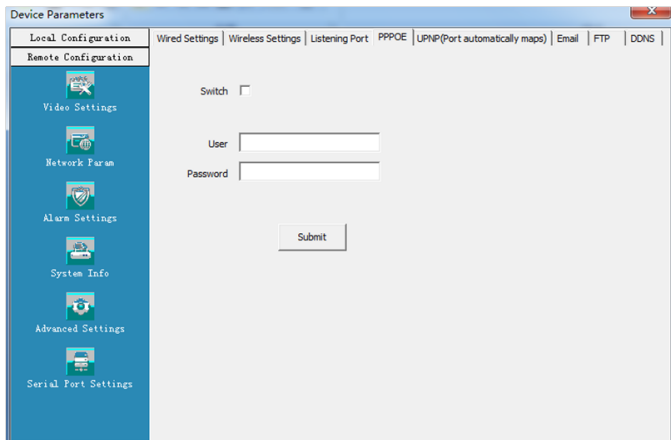 Device Parameters
Local Configuration
Remote Configuration
Video Settings
Network Param
Alarm Settings
System Info
Advanced Settings
Serial Port Settings
Wired Settings Wireless Settings Listening Port PPPOE UPNP(Port automatically maps) Email FTP DDNS
Switch
User
Password
Submit